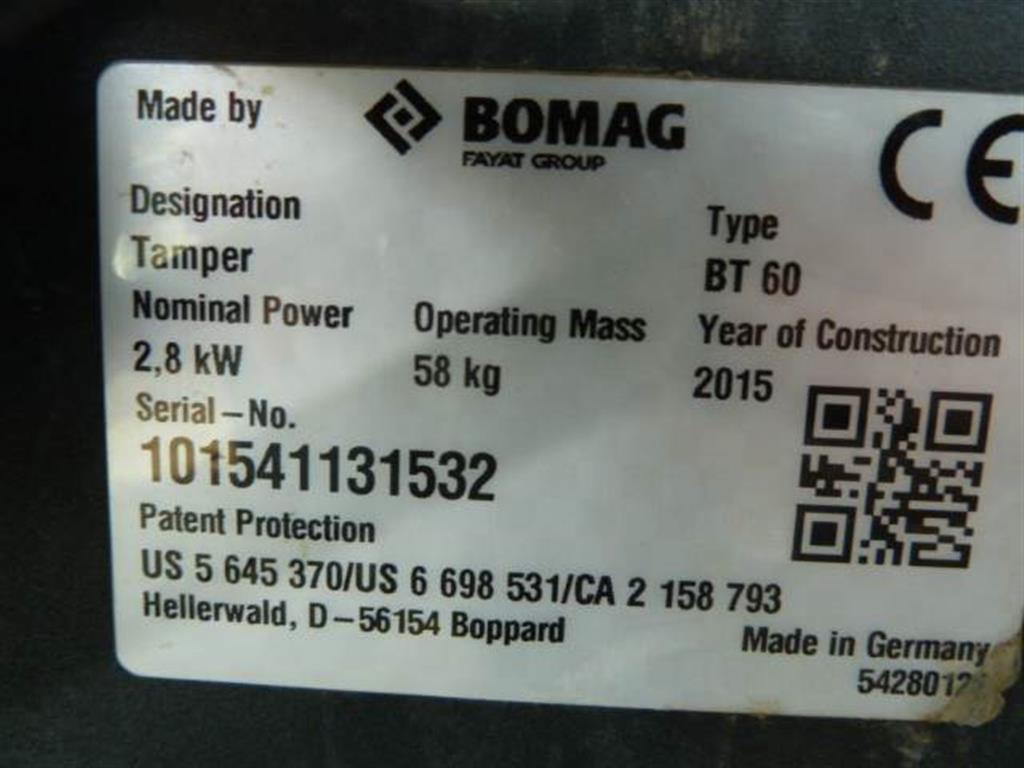 Made by
BOMAG
FAYAT GROUP
CE
Designation
Type
Tamper
BT 60
Nominal Power Operating Mass Year of Construction
2,8 kW 58 kg 2015
Serial-No.
101541131532
Patent Protection
US 5 645 370/US 6 698 531/CA 2 158 793
Hellerwald, D-56154 Boppard
Made in Germany